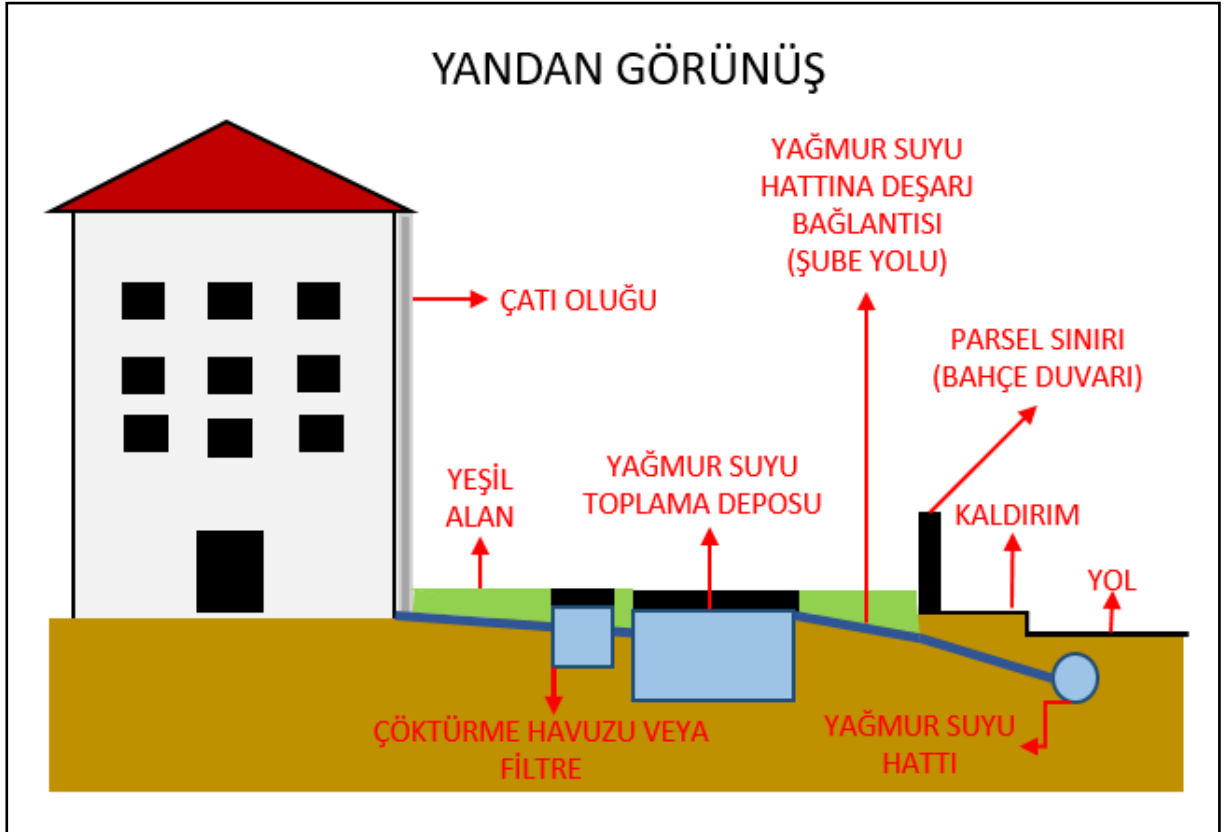 YANDAN GÖRÜNÜŞ
YAĞMUR SUYU
HATTINA DEŞARJ
BAĞLANTISI
(ŞUBE YOLU)
ÇATI OLUĞU
PARSEL SINIRI
(BAHÇE DUVARI)
YEŞİL
ALAN
YAĞMUR SUYU
TOPLAMA DEPOSU
KALDIRIM
YOL
ÇÖKTÜRME HAVUZU VEYA
FİLTRE
YAĞMUR SUYU
HATTI